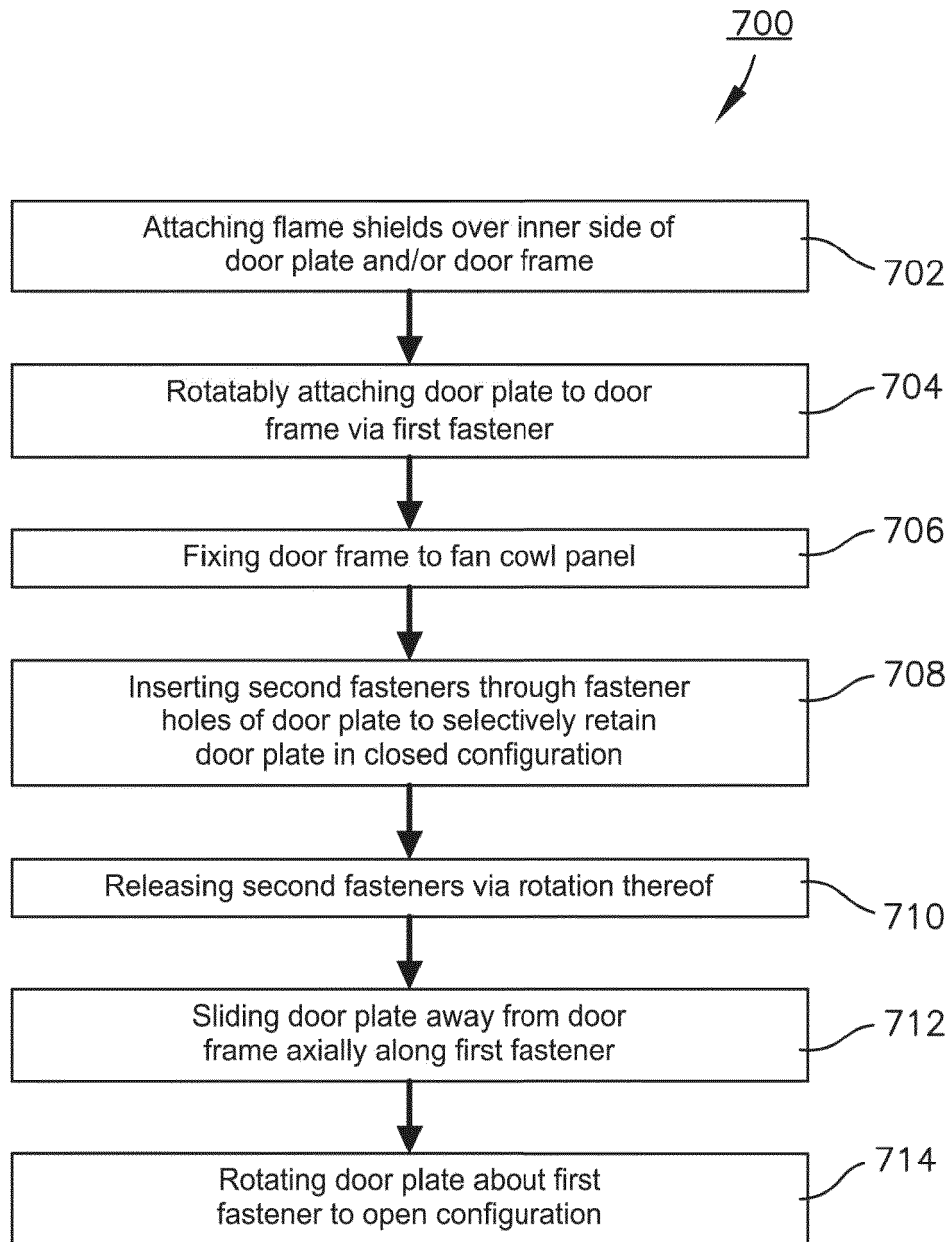 700
Attaching flame shields over inner side of
door plate and/or door frame
702
Rotatably attaching door plate to door
frame via first fastener
704
Fixing door frame to fan cowl panel
706
Inserting second fasteners through fastener
holes of door plate to selectively retain
door plate in closed configuration
708
Releasing second fasteners via rotation thereof
710
Sliding door plate away from door
frame axially along first fastener
712
Rotating door plate about first
fastener to open configuration
714